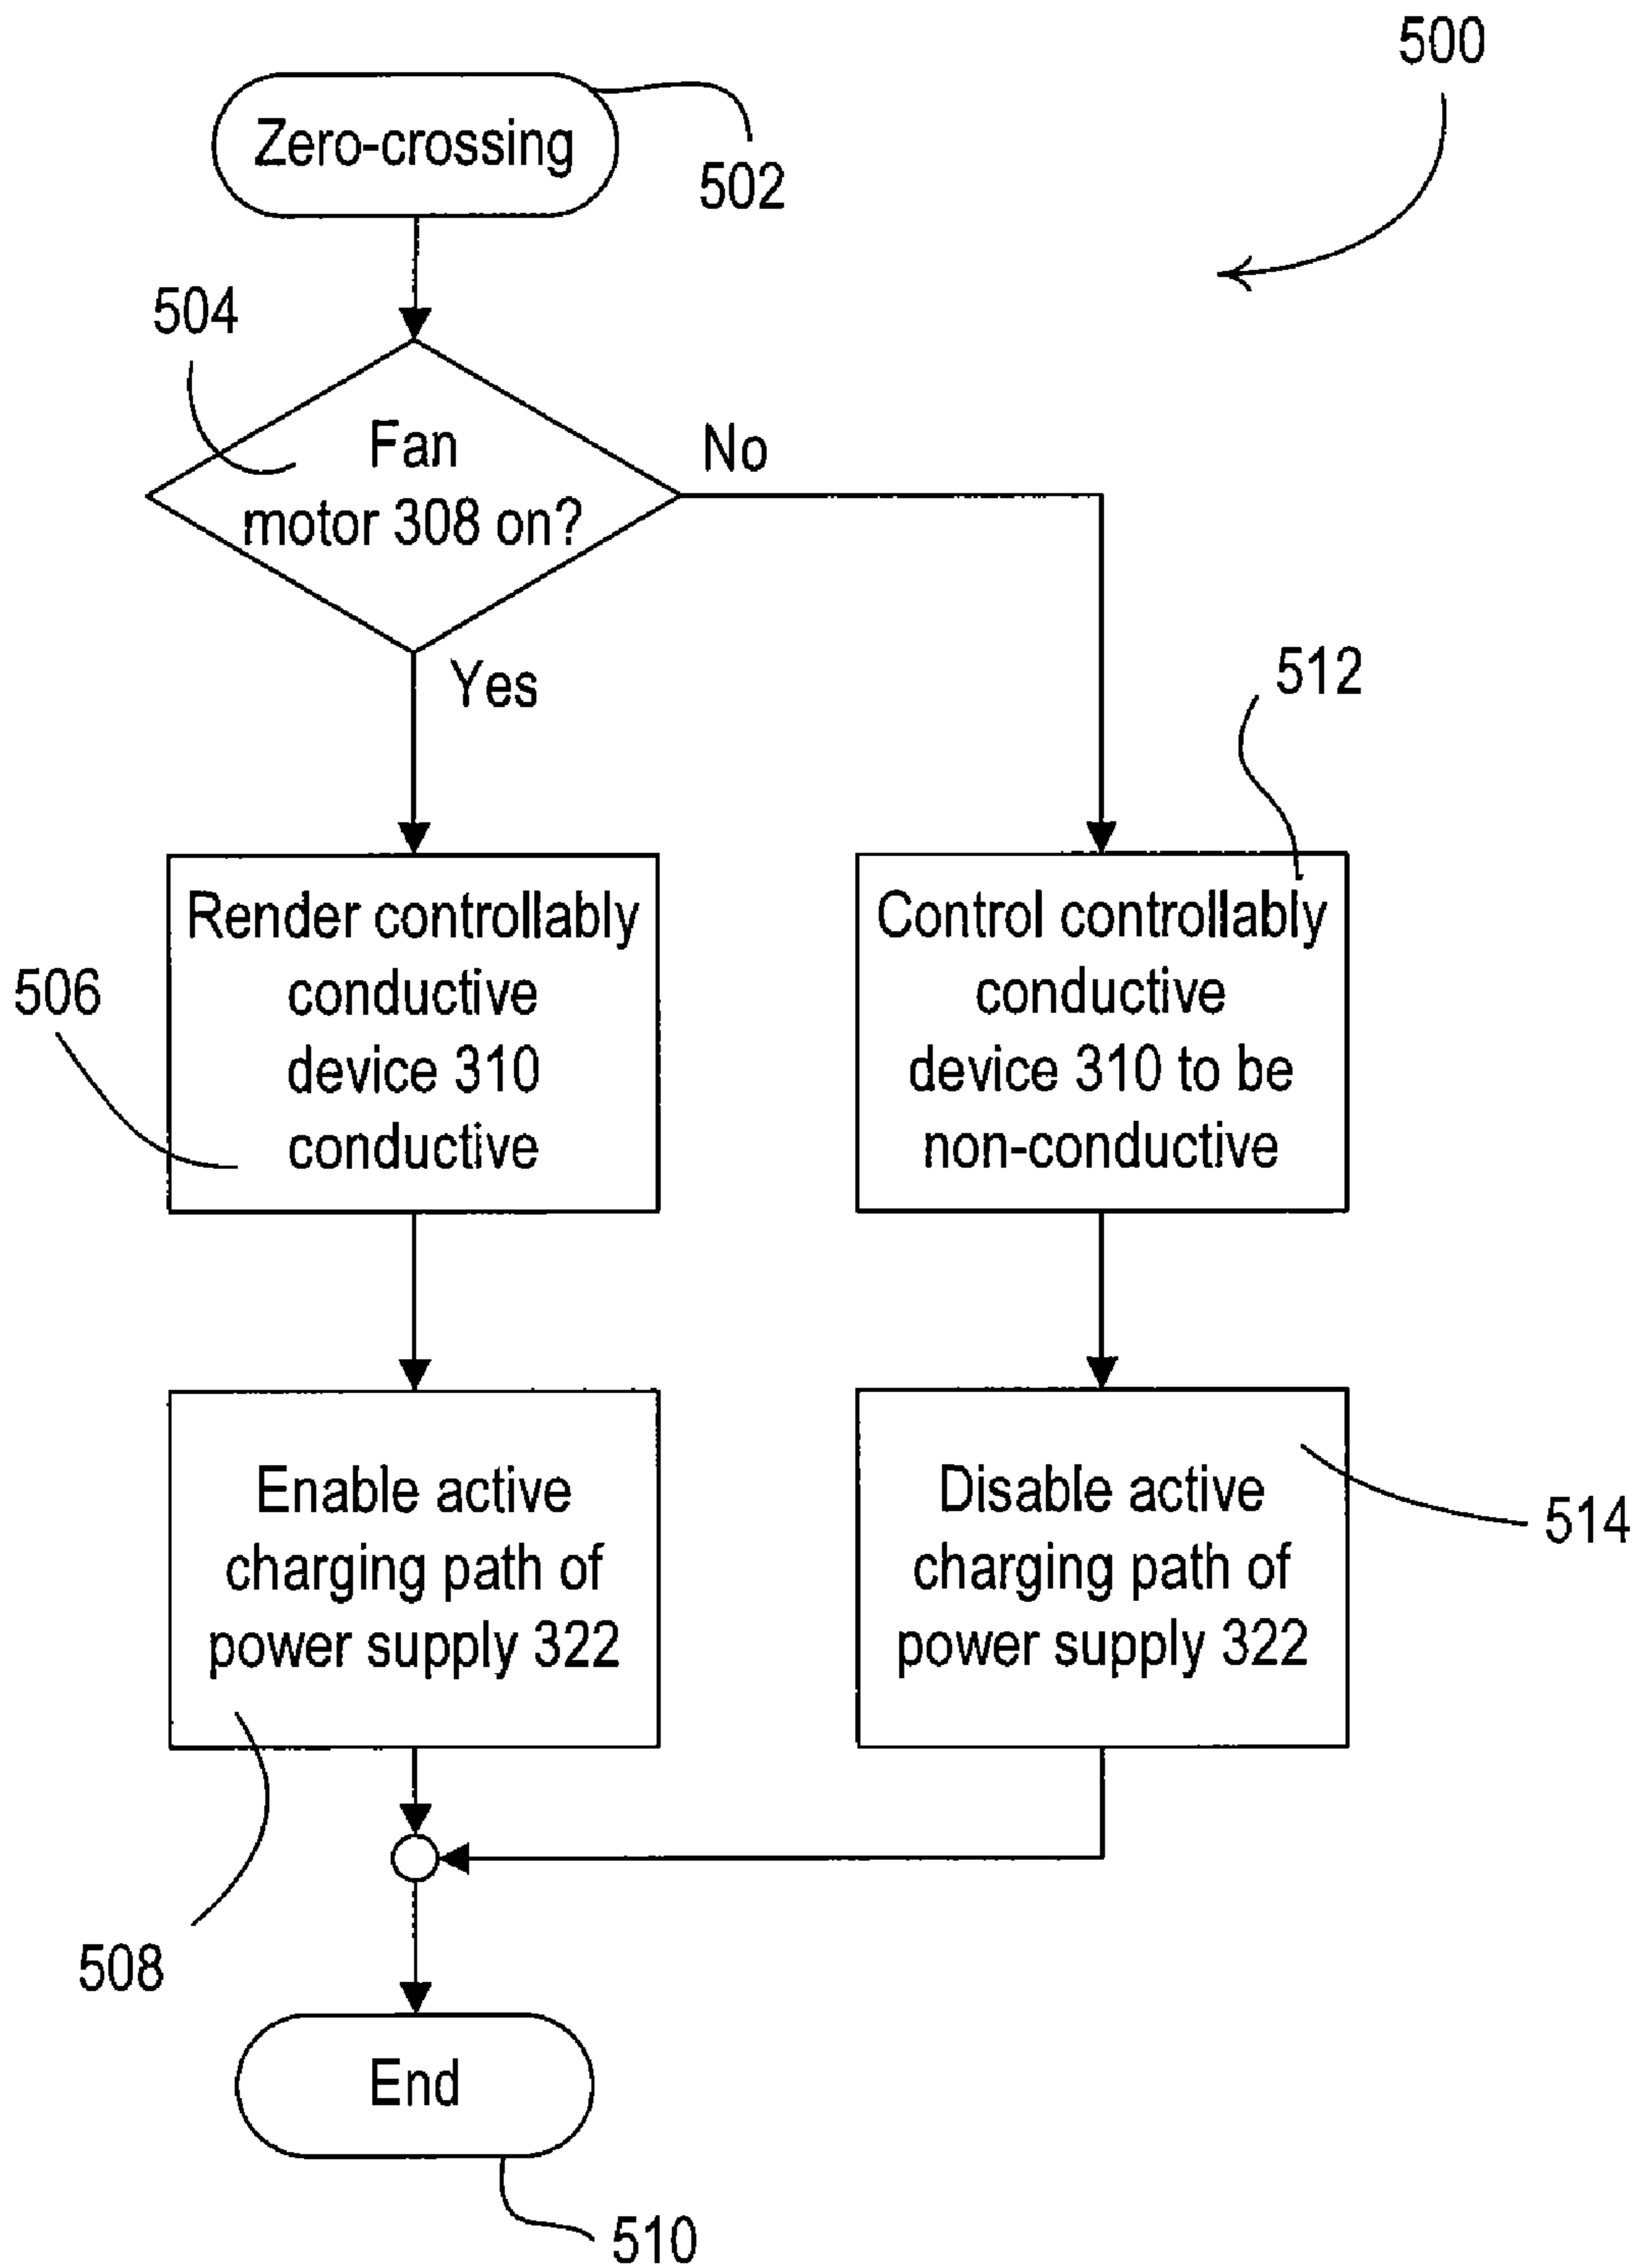 500
Zero-crossing
502
504
Fan
motor 308 on?
No
Yes
512
Render controllably
conductive
device 310
conductive
506
Control controllably
conductive
device 310 to be
non-conductive
Enable active
charging path of
power supply 322
Disable active
charging path of
power supply 322
514
508
End
510